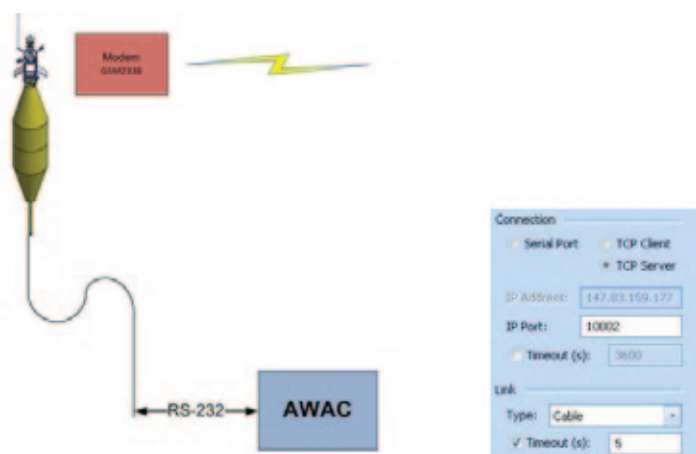 Modem
RS-232
AWAC
Connection
Serial Port
TCP Client
TCP Server
IP Address: 147.83.159.177
IP Port: 10002
Timeout (s): 3600
Link
Type: Cable
Timeout (s): 5